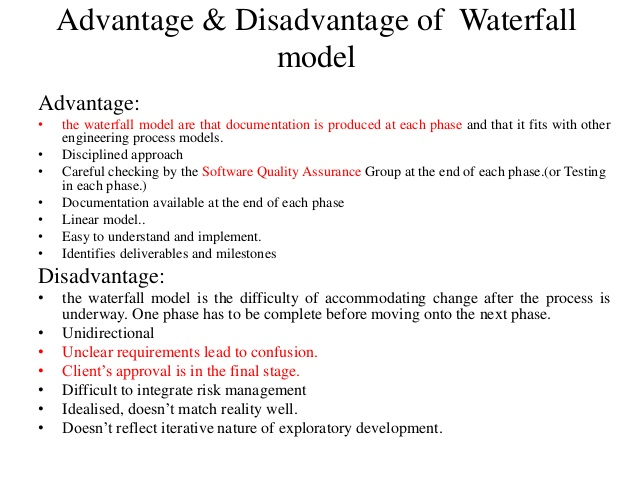 Advantage & Disadvantage of Waterfall
model
Advantage:
• the waterfall model are that documentation is produced at each phase and that it fits with other
engineering process models.
• Disciplined approach
• Careful checking by the Software Quality Assurance Group at the end of each phase.(or Testing
in each phase.)
• Documentation available at the end of each phase
• Linear model..
• Easy to understand and implement.
• Identifies deliverables and milestones
Disadvantage:
• the waterfall model is the difficulty of accommodating change after the process is
underway. One phase has to be complete before moving onto the next phase.
• Unidirectional
• Unclear requirements lead to confusion.
• Client’s approval is in the final stage.
• Difficult to integrate risk management
• Idealised, doesn’t match reality well.
• Doesn’t reflect iterative nature of exploratory development.